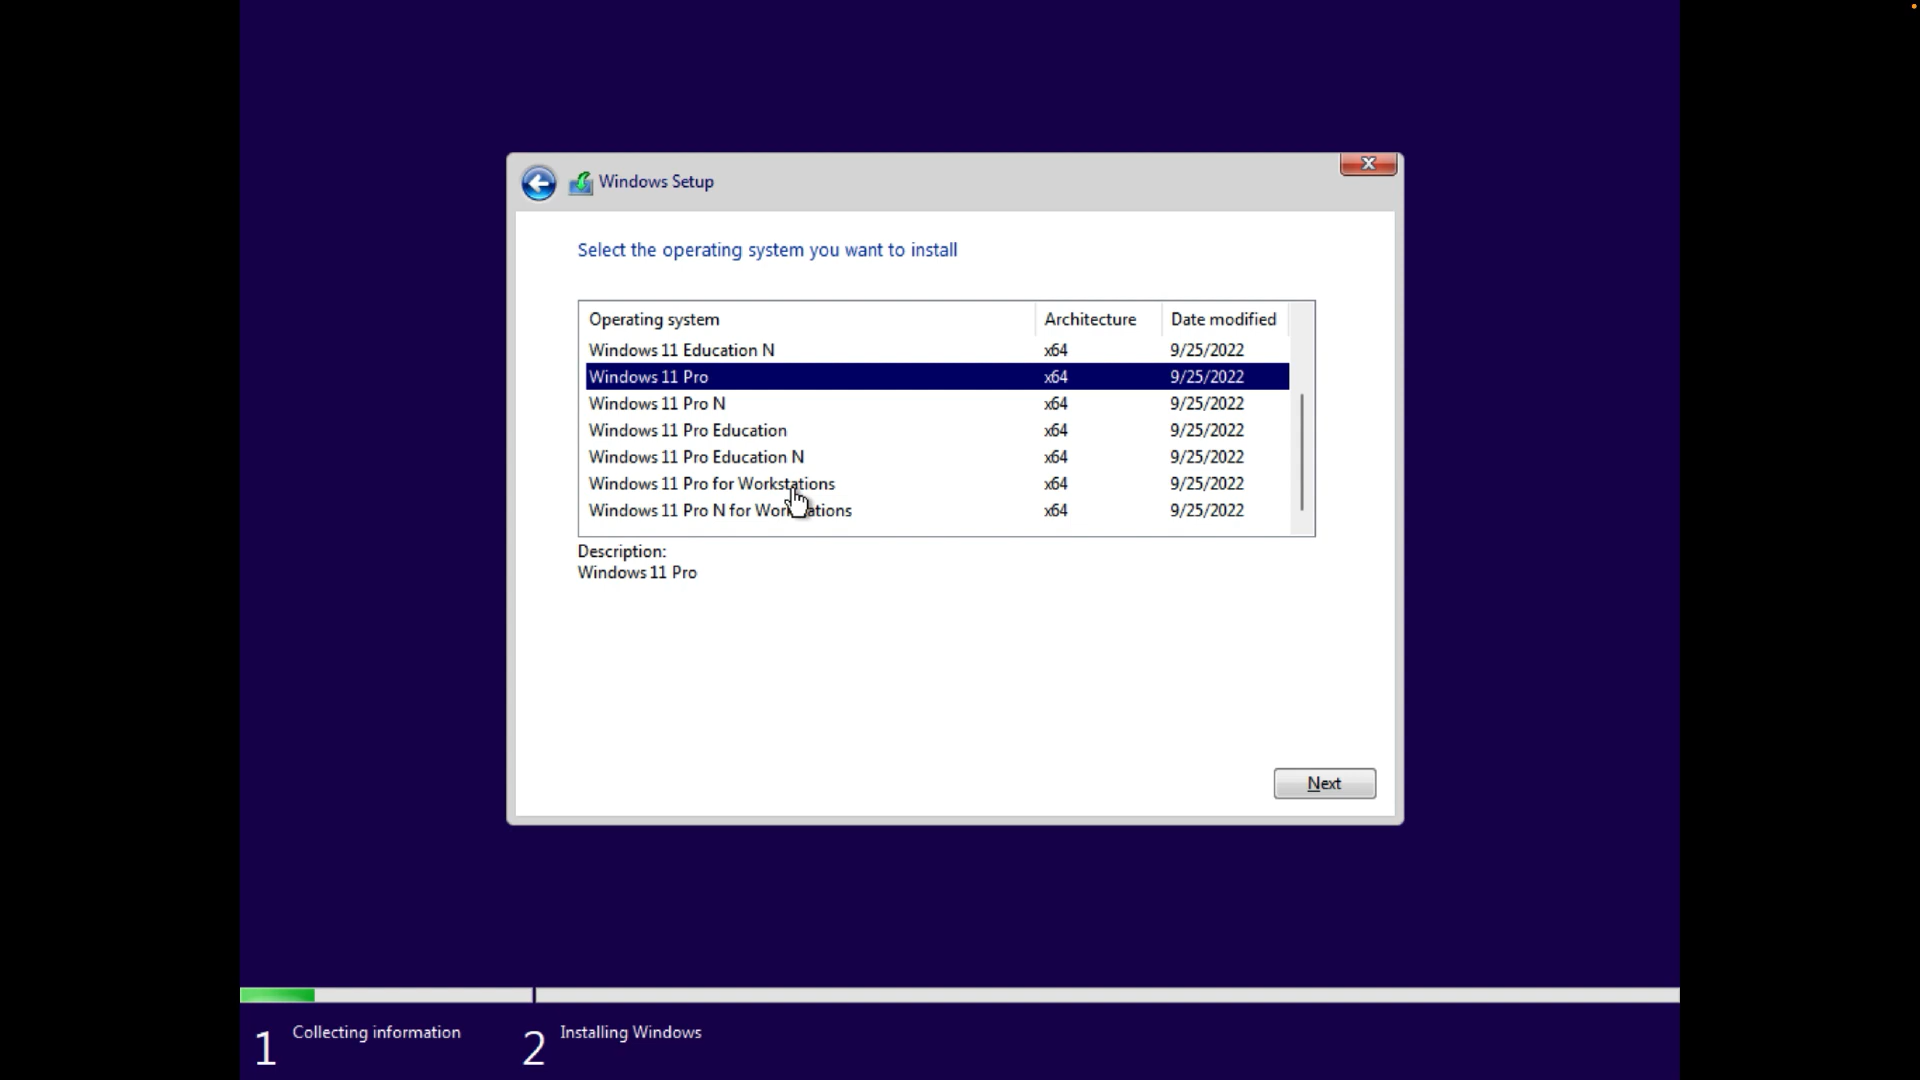 Windows Setup
Select the operating system you want to install
Operating system Architecture Date modified
Windows 11 Education N x64 9/25/2022
Windows 11 Pro x64 9/25/2022
Windows 11 Pro N x64 9/25/2022
Windows 11 Pro Education x64 9/25/2022
Windows 11 Pro Education N x64 9/25/2022
Windows 11 Pro for Workstations x64 9/25/2022
Windows 11 Pro N for Workstations x64 9/25/2022
Description:
Windows 11 Pro
Next
1 Collecting information 2 Installing Windows